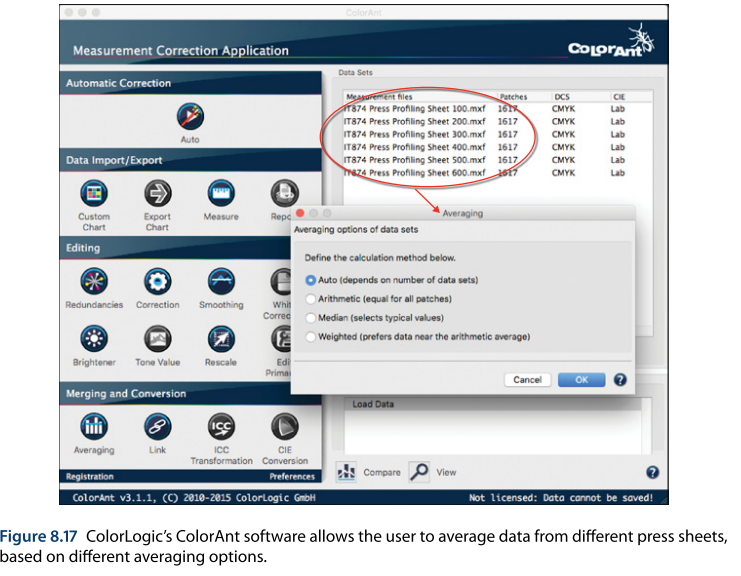 ColorAnt
Measurement Correction Application
ColorAnt
Automatic Correction
Auto
Data Import/Export
Custom Chart
Export Chart
Measure
Repo
Editing
Redundancies
Correction
Smoothing
Whit
Correc
Brightener
Tone Value
Rescale
Edi
Prima
Merging and Conversion
Averaging
Link
ICC Transformation
CIE Conversion
Registration
Preferences
Data Sets
Measurement files Patches DCS CIE
IT874 Press Profiling Sheet 100.mxf 1617 CMYK Lab
IT874 Press Profiling Sheet 200.mxf 1617 CMYK Lab
IT874 Press Profiling Sheet 300.mxf 1617 CMYK Lab
IT874 Press Profiling Sheet 400.mxf 1617 CMYK Lab
IT874 Press Profiling Sheet 500.mxf 1617 CMYK Lab
IT874 Press Profiling Sheet 600.mxf 1617 CMYK Lab
Averaging
Averaging options of data sets
Define the calculation method below.
Auto (depends on number of data sets)
Arithmetic (equal for all patches)
Median (selects typical values)
Weighted (prefers data near the arithmetic average)
Cancel OK ?
Load Data
Compare View ?
ColorAnt v3.1.1, (C) 2010-2015 ColorLogic GmbH Not licensed: Data cannot be saved!
Figure 8.17 ColorLogic's ColorAnt software allows the user to average data from different press sheets,
based on different averaging options.